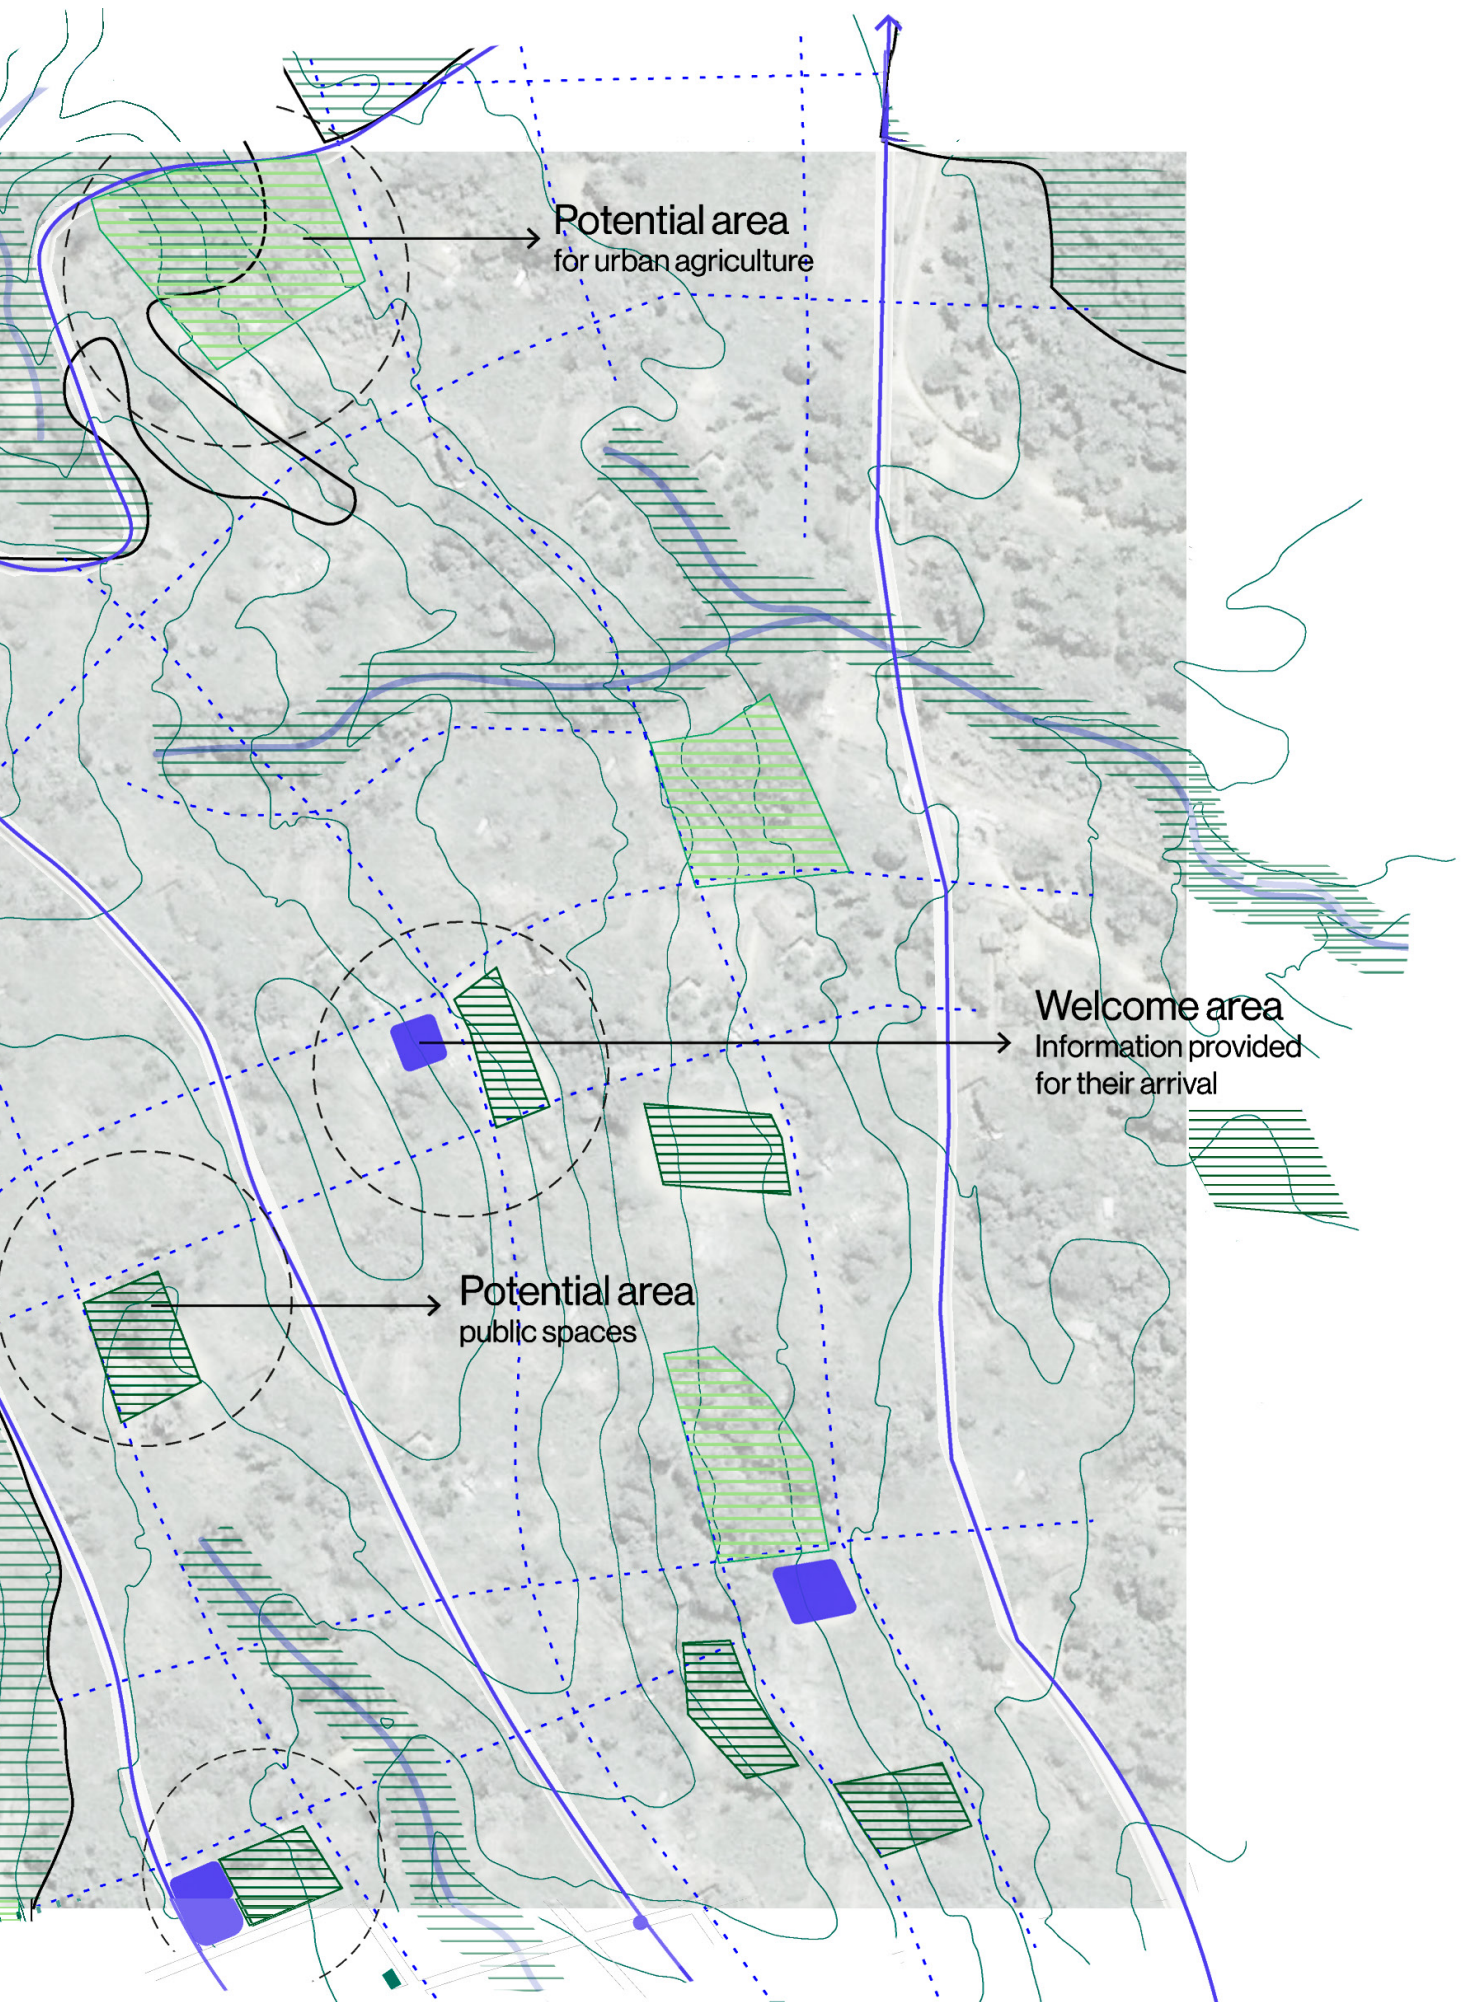 Potential area
for urban agriculture
Welcome area
Information provided
for their arrival
Potential area
public spaces